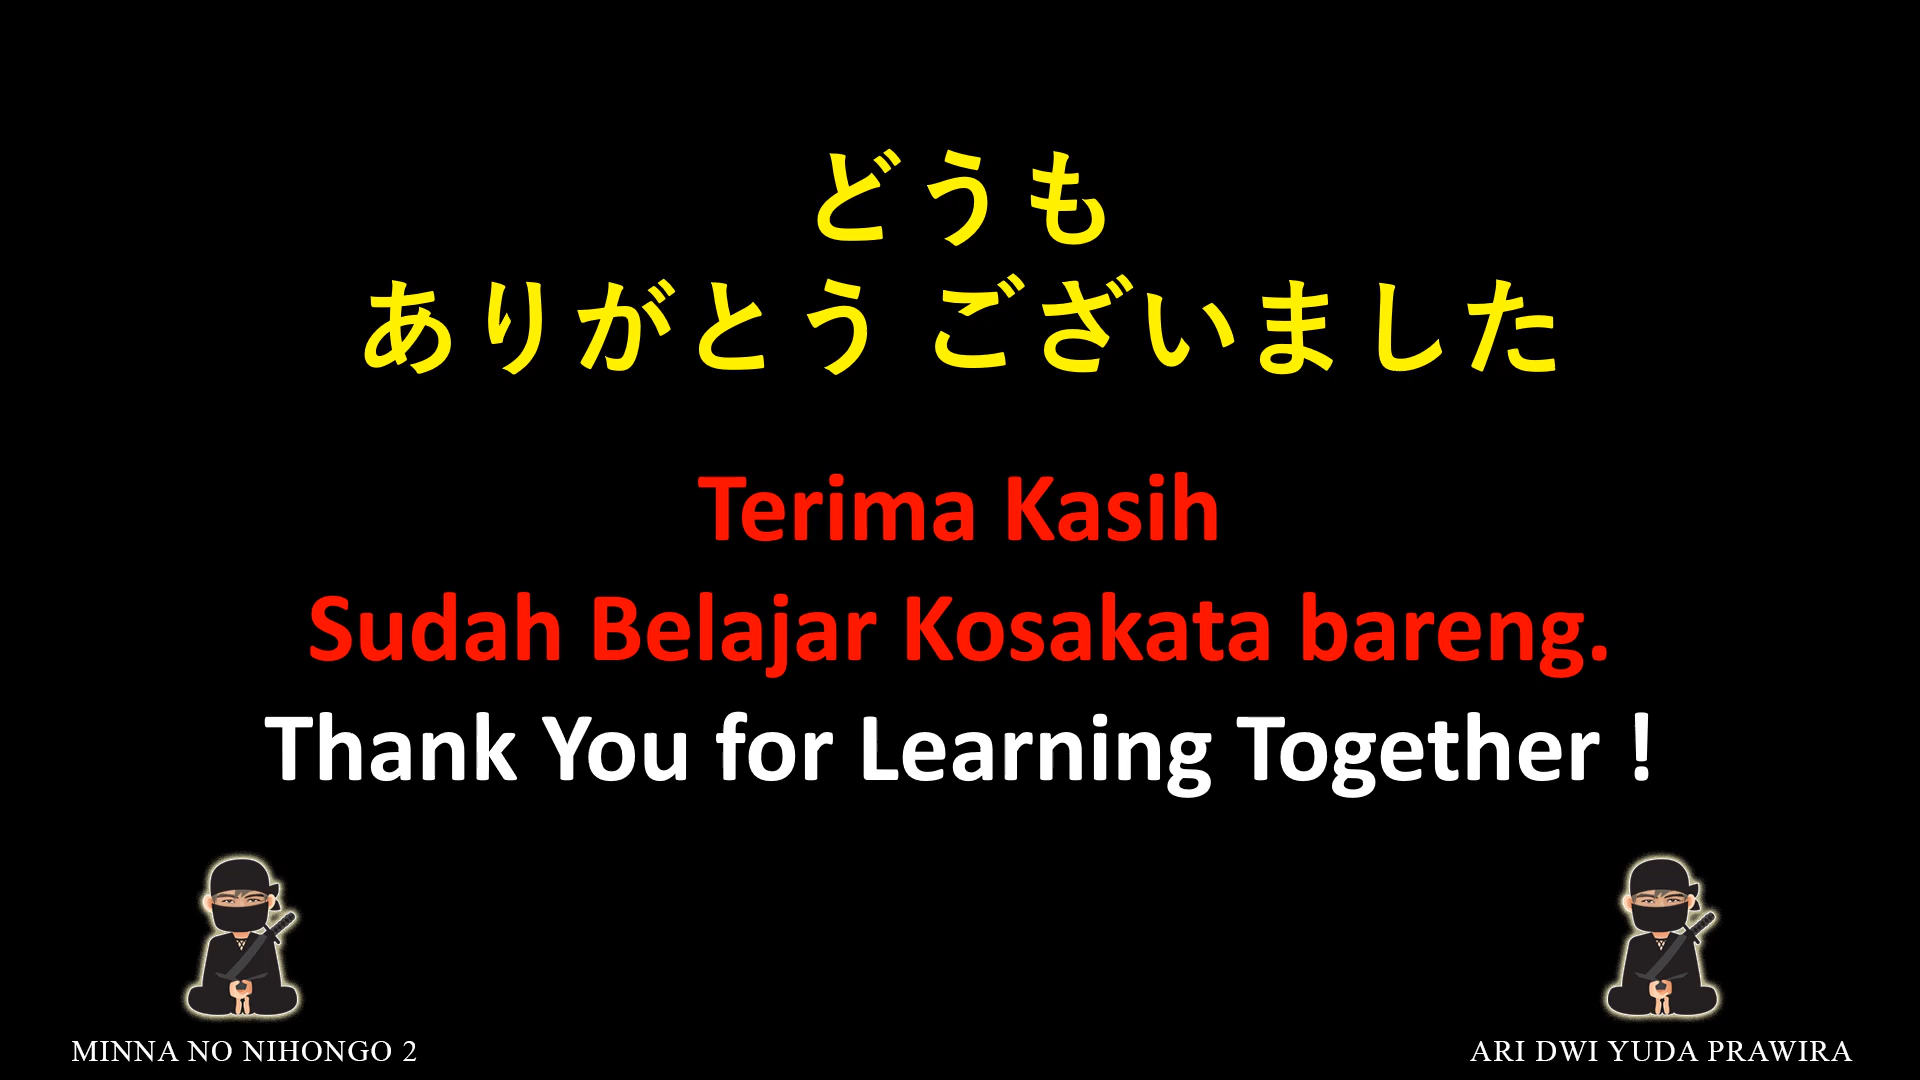 どうも
ありがとう ございました
Terima Kasih
Sudah Belajar Kosakata bareng.
Thank You for Learning Together !
MINNA NO NIHONGO 2
ARI DWI YUDA PRAWIRA